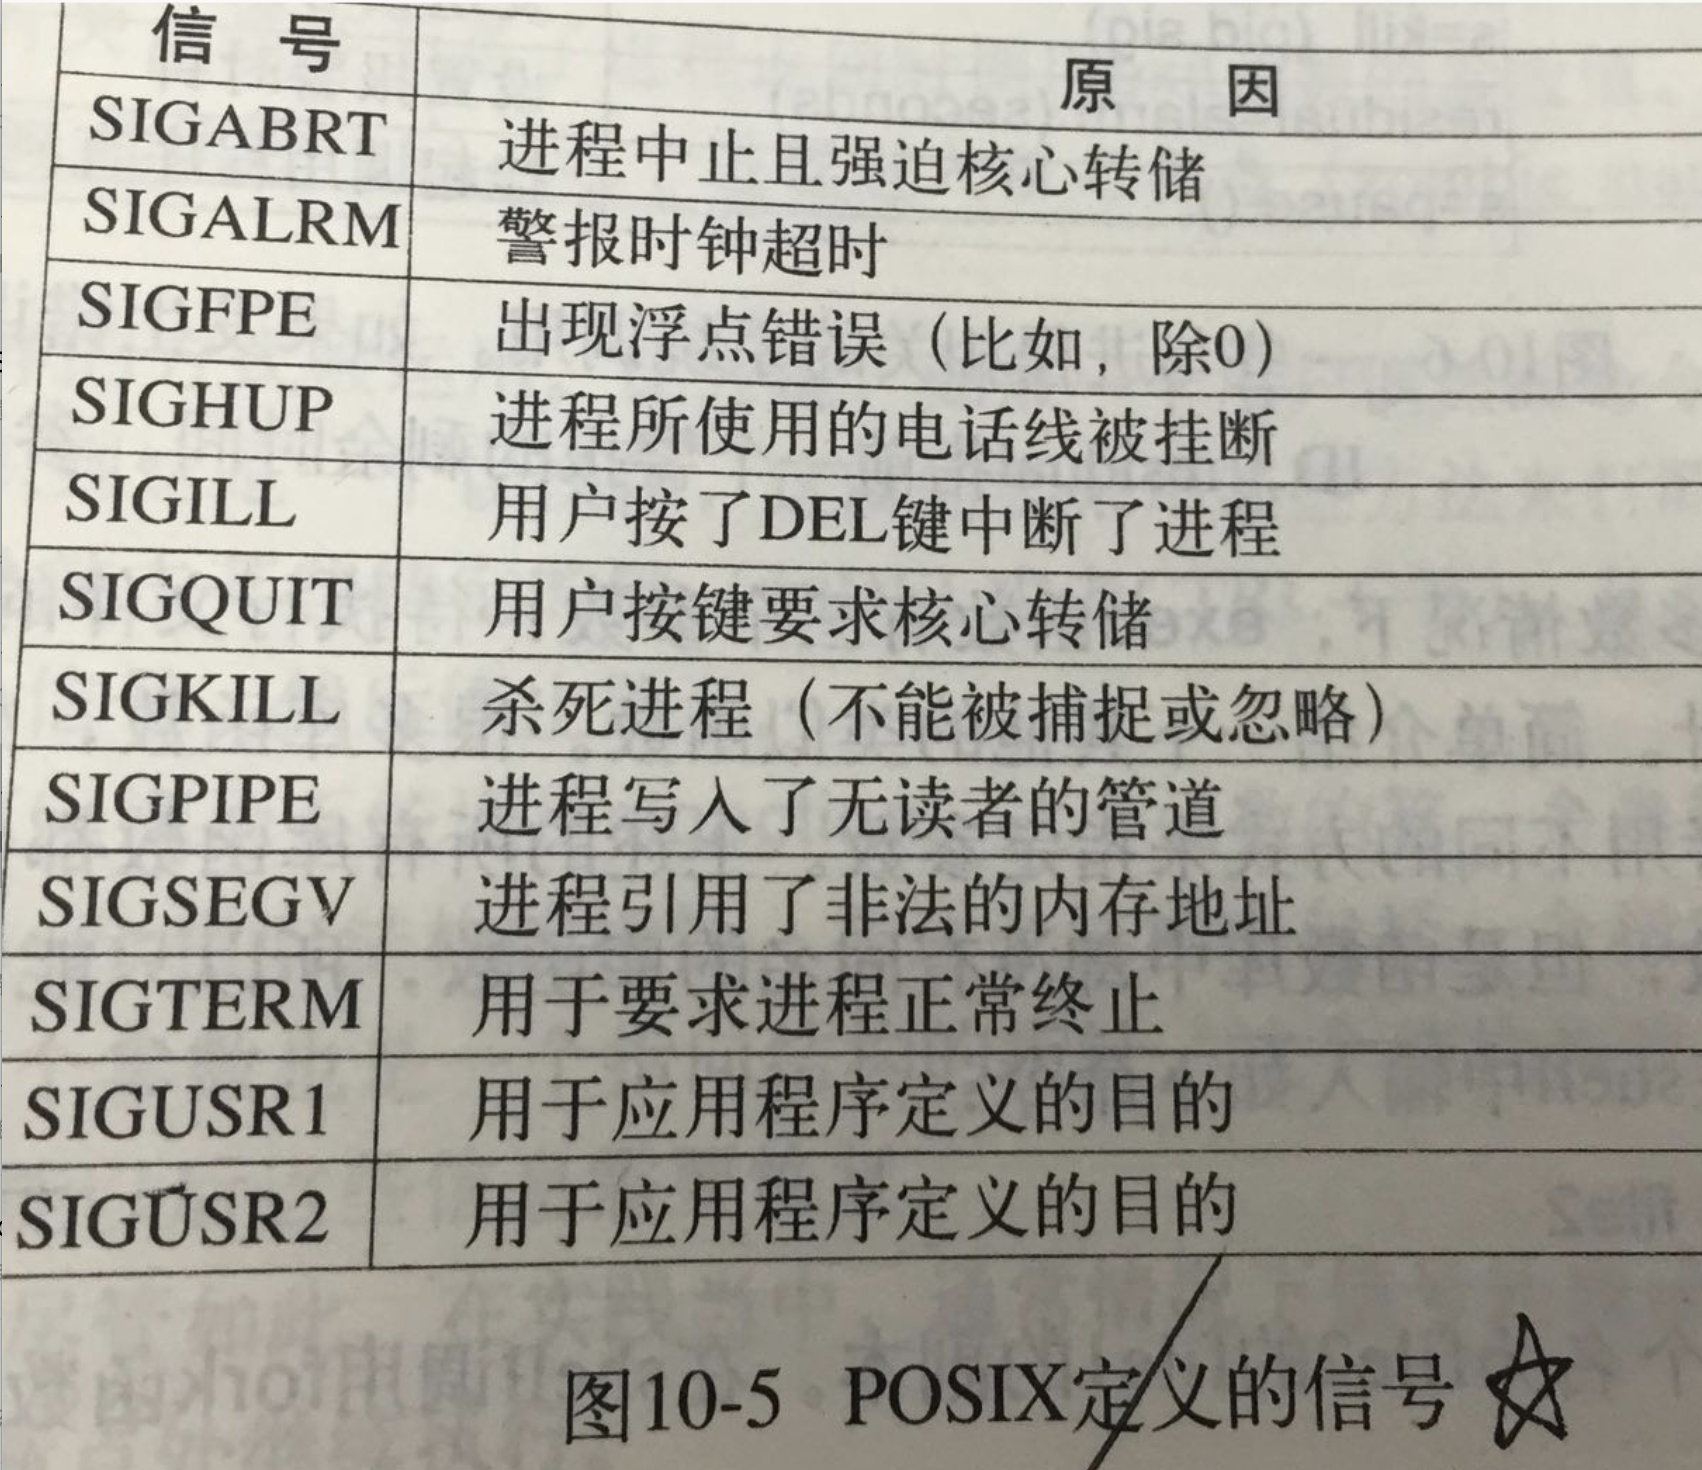 信 号 原 因
SIGABRT 进程中止且强迫核心转储
SIGALRM 警报时钟超时
SIGFPE 出现浮点错误（比如，除0）
SIGHUP 进程所使用的电话线被挂断
SIGILL 用户按了DEL键中断了进程
SIGQUIT 用户按键要求核心转储
SIGKILL 杀死进程（不能被捕捉或忽略）
SIGPIPE 进程写入了无读者的管道
SIGSEGV 进程引用了非法的内存地址
SIGTERM 用于要求进程正常终止
SIGUSR1 用于应用程序定义的目的
SIGUSR2 用于应用程序定义的目的
图10-5 POSIX定义的信号